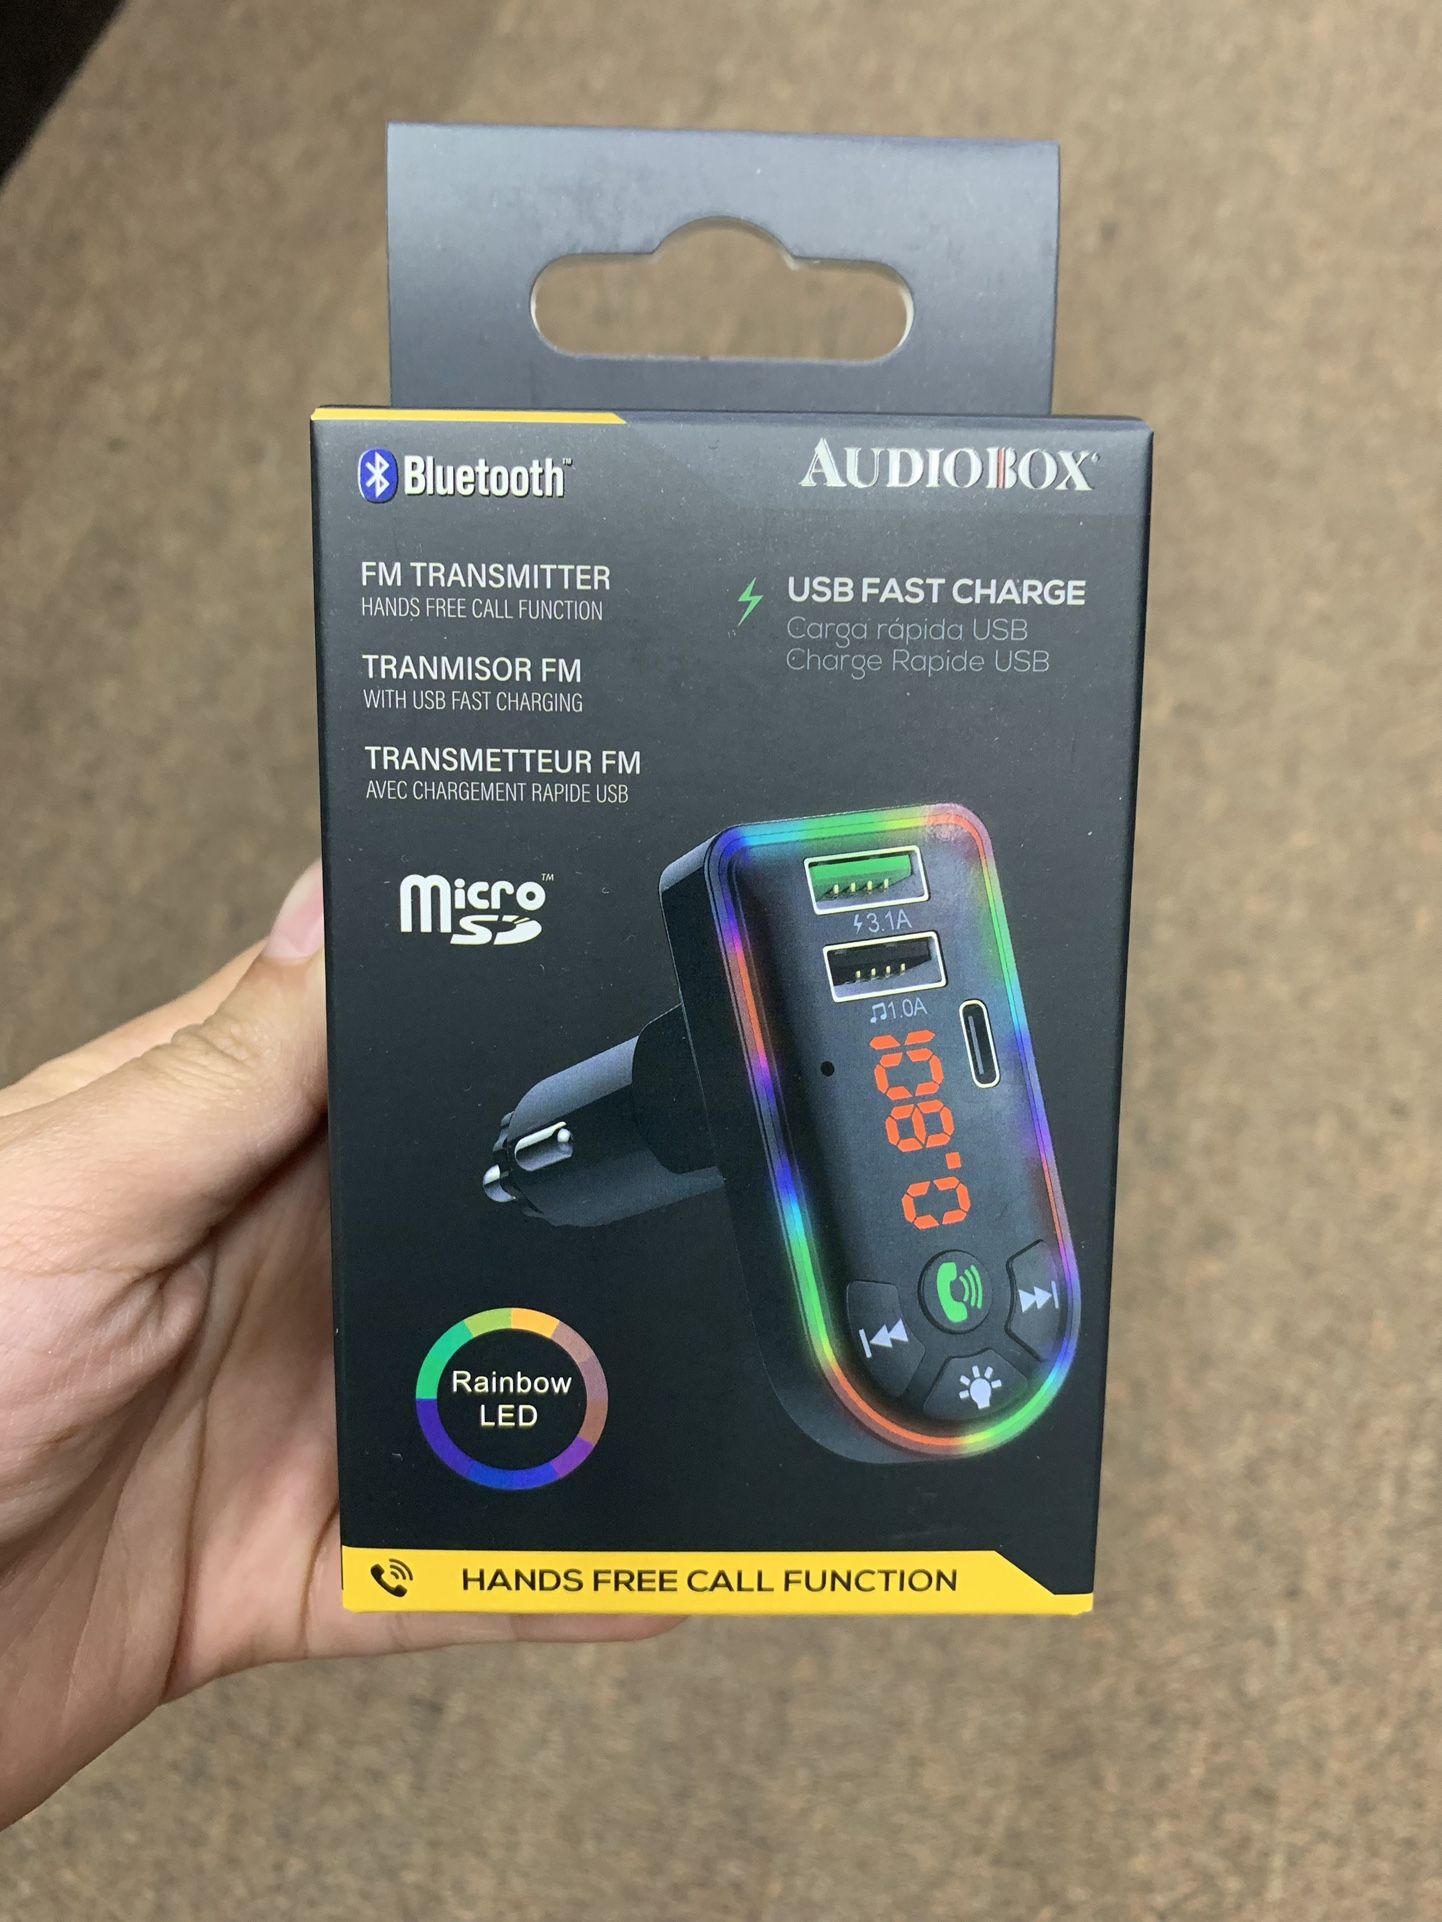 Bluetooth™
AUDIOBOX
FM TRANSMITTER
HANDS FREE CALL FUNCTION
TRANMISOR FM
WITH USB FAST CHARGING
TRANSMETTEUR FM
AVEC CHARGEMENT RAPIDE USB
USB FAST CHARGE
Carga rápida USB
Charge Rapide USB
Micro™
SD
3.1A
1.0A
108.0
Rainbow
LED
HANDS FREE CALL FUNCTION